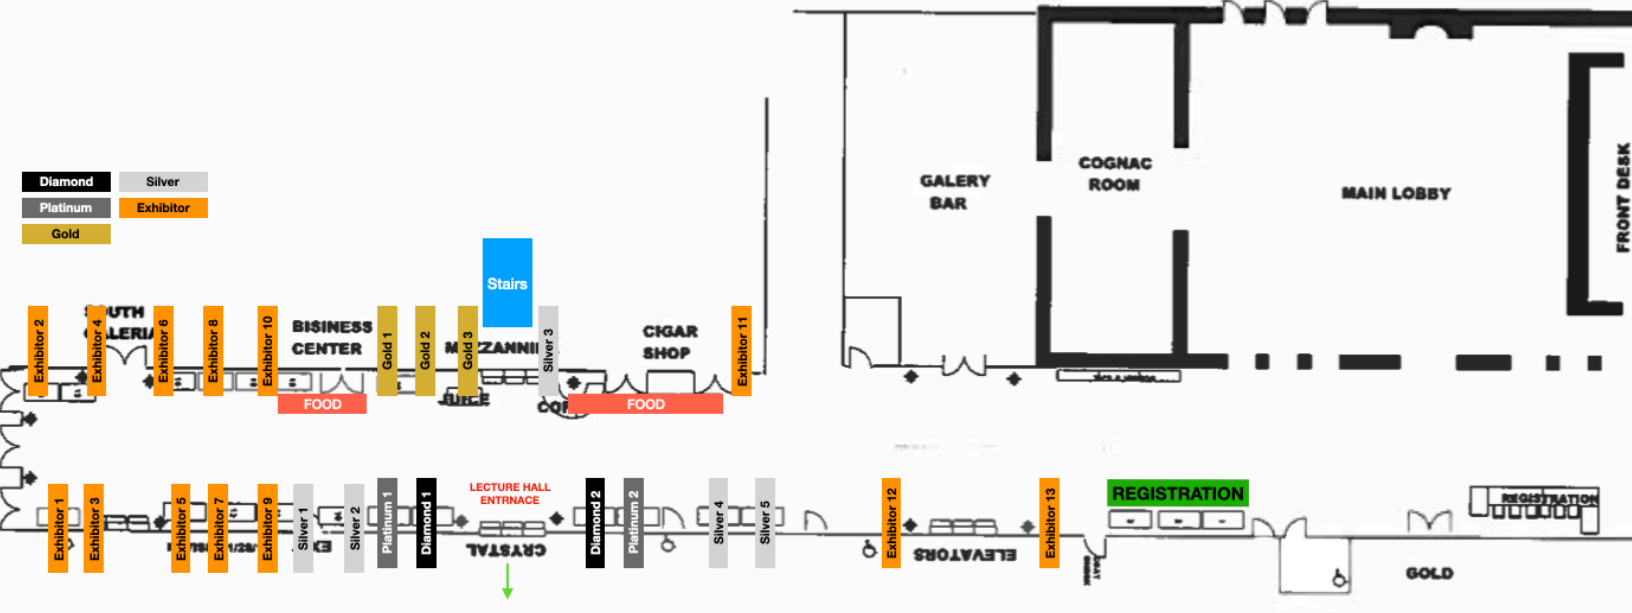 Diamond
Silver
Platinum
Exhibitor
Gold
GALERY
BAR
COGNAC
ROOM
MAIN LOBBY
FRONT DESK
Stairs
Exhibitor 2
Exhibitor 4
Exhibitor 6
Exhibitor 8
Exhibitor 10
BISINESS
CENTER
Gold 1
Gold 2
Gold 3
Silver 3
CIGAR
SHOP
Exhibitor 11
FOOD
JUICE
FOOD
LECTURE HALL
ENTRNACE
Exhibitor 1
Exhibitor 3
Exhibitor 5
Exhibitor 7
Exhibitor 9
Silver 1
Silver 2
Platinum 1
Diamond 1
CRYSTAL
Diamond 2
Platinum 2
Silver 4
Silver 5
Exhibitor 12
ELEVATORS
Exhibitor 13
REGISTRATION
REGISTRATION
GOLD